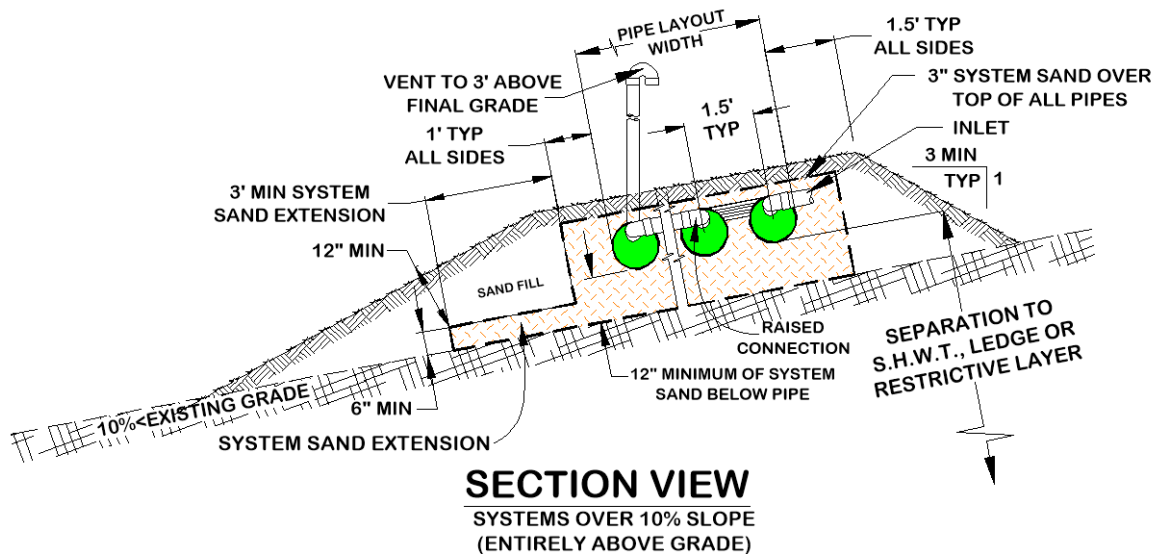 PIPE LAYOUT
WIDTH
1.5' TYP
ALL SIDES
VENT TO 3' ABOVE
FINAL GRADE
3" SYSTEM SAND OVER
TOP OF ALL PIPES
1.5'
TYP
INLET
1' TYP
ALL SIDES
3 MIN
TYP
1
3' MIN SYSTEM
SAND EXTENSION
12" MIN
SAND FILL
RAISED
CONNECTION
SEPARATION TO
S.H.W.T., LEDGE OR
RESTRICTIVE LAYER
12" MINIMUM OF SYSTEM
SAND BELOW PIPE
10%<EXISTING GRADE
6" MIN
SYSTEM SAND EXTENSION
SECTION VIEW
SYSTEMS OVER 10% SLOPE
(ENTIRELY ABOVE GRADE)